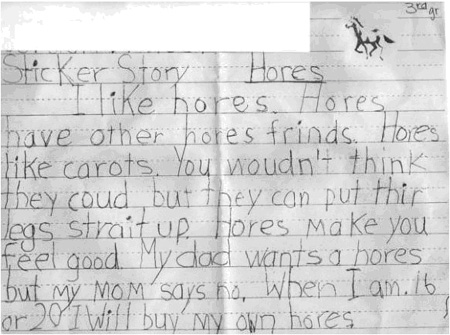 3rd gr
Sticker Story Hores
I like hores. Hores
have other hores frinds. Hores
like carots. You woudn't think
they coud but they can put thir
legs strait up. Hores make you
feel good. My dad wants a hores
but my mom says no. When I am. 16
or 20 I will buy my own hores